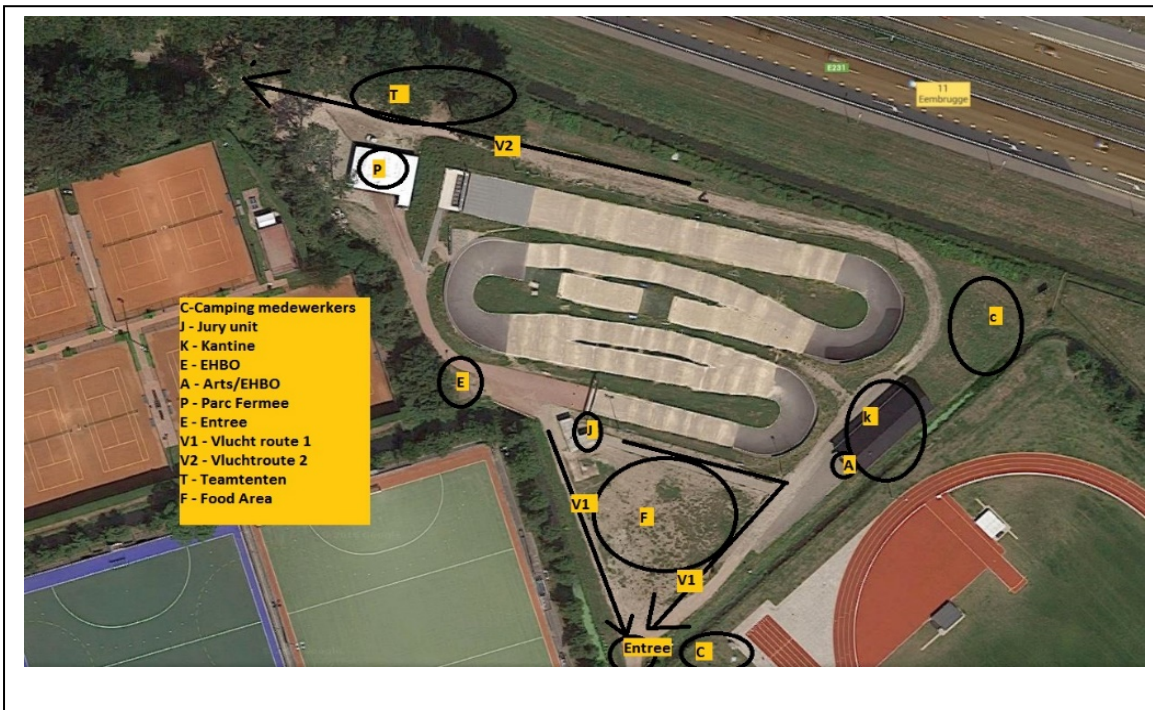 E231
11
Eembrugge
T
V2
P
c
C-Camping medewerkers
J - Jury unit
K - Kantine
E - EHBO
A - Arts/EHBO
P - Parc Fermee
E - Entree
V1 - Vlucht route 1
V2 - Vluchtroute 2
T - Teamtenten
F - Food Area
E
k
J
A
V1
F
V1
Entree
C